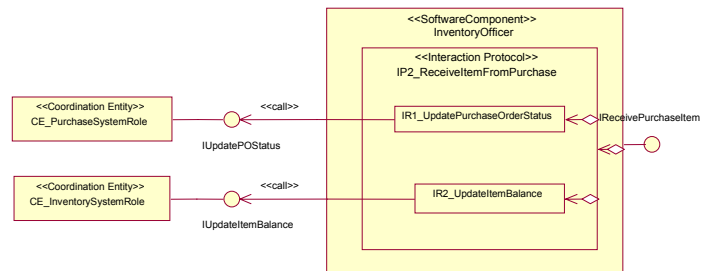 <<SoftwareComponent>>
InventoryOfficer
<<Interaction Protocol>>
IP2_ReceiveItemFromPurchase
<<Coordination Entity>>
CE_PurchaseSystemRole
<<call>>
IUpdatePOStatus
IR1_UpdatePurchaseOrderStatus
IReceivePurchaseItem
<<Coordination Entity>>
CE_InventorySystemRole
<<call>>
IUpdateItemBalance
IR2_UpdateItemBalance